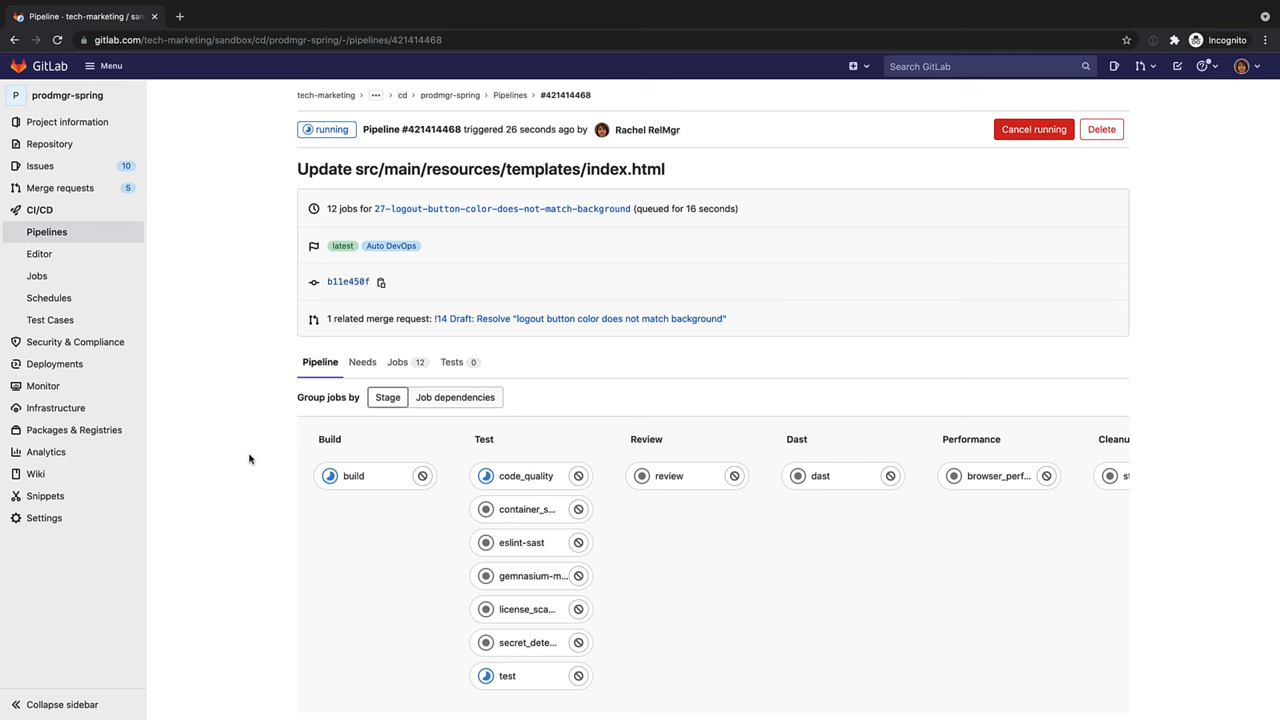 Pipeline · tech-marketing / san
gitlab.com/tech-marketing/sandbox/cd/prodmgr-spring/-/pipelines/421414468
Incognito
GitLab
Menu
Search GitLab
P prodmgr-spring
Project information
Repository
Issues 10
Merge requests 5
CI/CD
Pipelines
Editor
Jobs
Schedules
Test Cases
Security & Compliance
Deployments
Monitor
Infrastructure
Packages & Registries
Analytics
Wiki
Snippets
Settings
Collapse sidebar
tech-marketing › ... › cd › prodmgr-spring › Pipelines › #421414468
running Pipeline #421414468 triggered 26 seconds ago by Rachel RelMgr
Cancel running Delete
Update src/main/resources/templates/index.html
12 jobs for 27-logout-button-color-does-not-match-background (queued for 16 seconds)
latest Auto DevOps
b11e450f
1 related merge request: !14 Draft: Resolve "logout button color does not match background"
Pipeline Needs Jobs 12 Tests 0
Group jobs by Stage Job dependencies
Build Test Review Dast Performance Cleanu
build code_quality review dast browser_perf... st
container_s...
eslint-sast
gemnasium-m...
license_sca...
secret_dete...
test